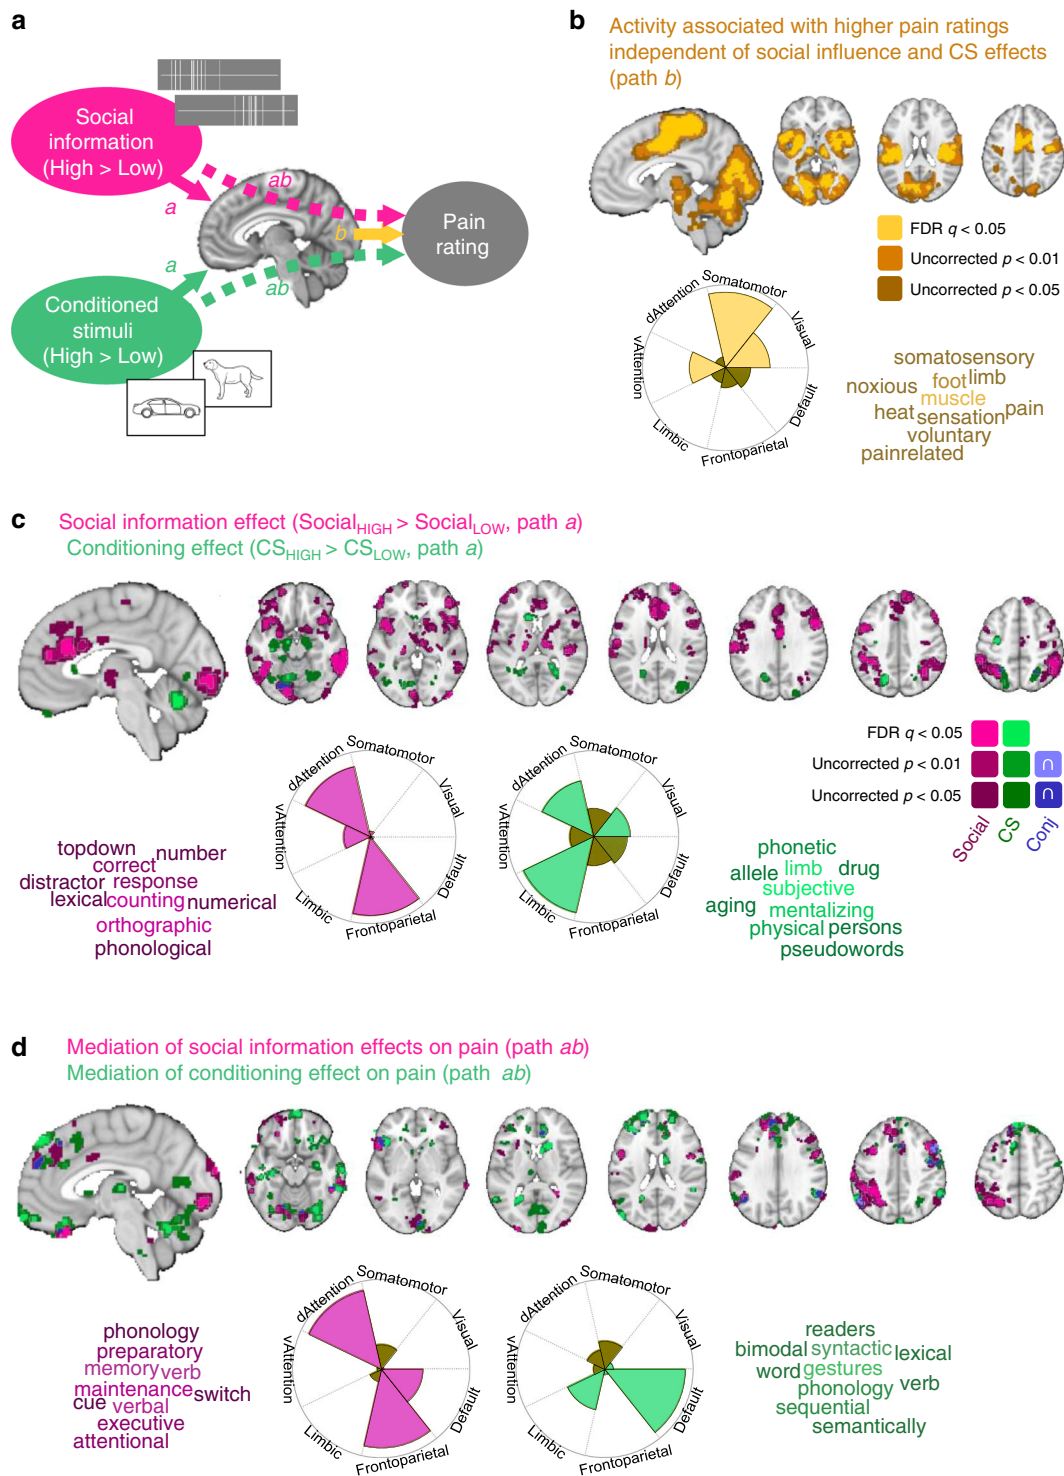 a
Social
information
(High > Low)
a
ab
b
Pain
rating
a
ab
Conditioned
stimuli
(High > Low)
b
Activity associated with higher pain ratings
independent of social influence and CS effects
(path b)
FDR q < 0.05
Uncorrected p < 0.01
Uncorrected p < 0.05
dAttention
Somatomotor
Visual
vAttention
Default
Limbic
Frontoparietal
somatosensory
noxious foot limb
muscle
heat sensation pain
voluntary
painrelated
c
Social information effect (SocialHIGH > SocialLOW, path a)
Conditioning effect (CSHIGH > CSLOW, path a)
FDR q < 0.05
Uncorrected p < 0.01 ∩
Uncorrected p < 0.05 ∩
Social CS Conj
dAttention
Somatomotor
Visual
vAttention
Default
Limbic
Frontoparietal
dAttention
Somatomotor
Visual
vAttention
Default
Limbic
Frontoparietal
topdown number
correct
distractor response
lexical counting numerical
orthographic
phonological
phonetic
allele limb drug
subjective
aging mentalizing
physical persons
pseudowords
d
Mediation of social information effects on pain (path ab)
Mediation of conditioning effect on pain (path ab)
dAttention
Somatomotor
Visual
vAttention
Default
Limbic
Frontoparietal
dAttention
Somatomotor
Visual
vAttention
Default
Limbic
Frontoparietal
phonology
preparatory
memory verb
maintenance switch
cue verbal
executive
attentional
readers
bimodal syntactic lexical
word gestures
phonology verb
sequential
semantically